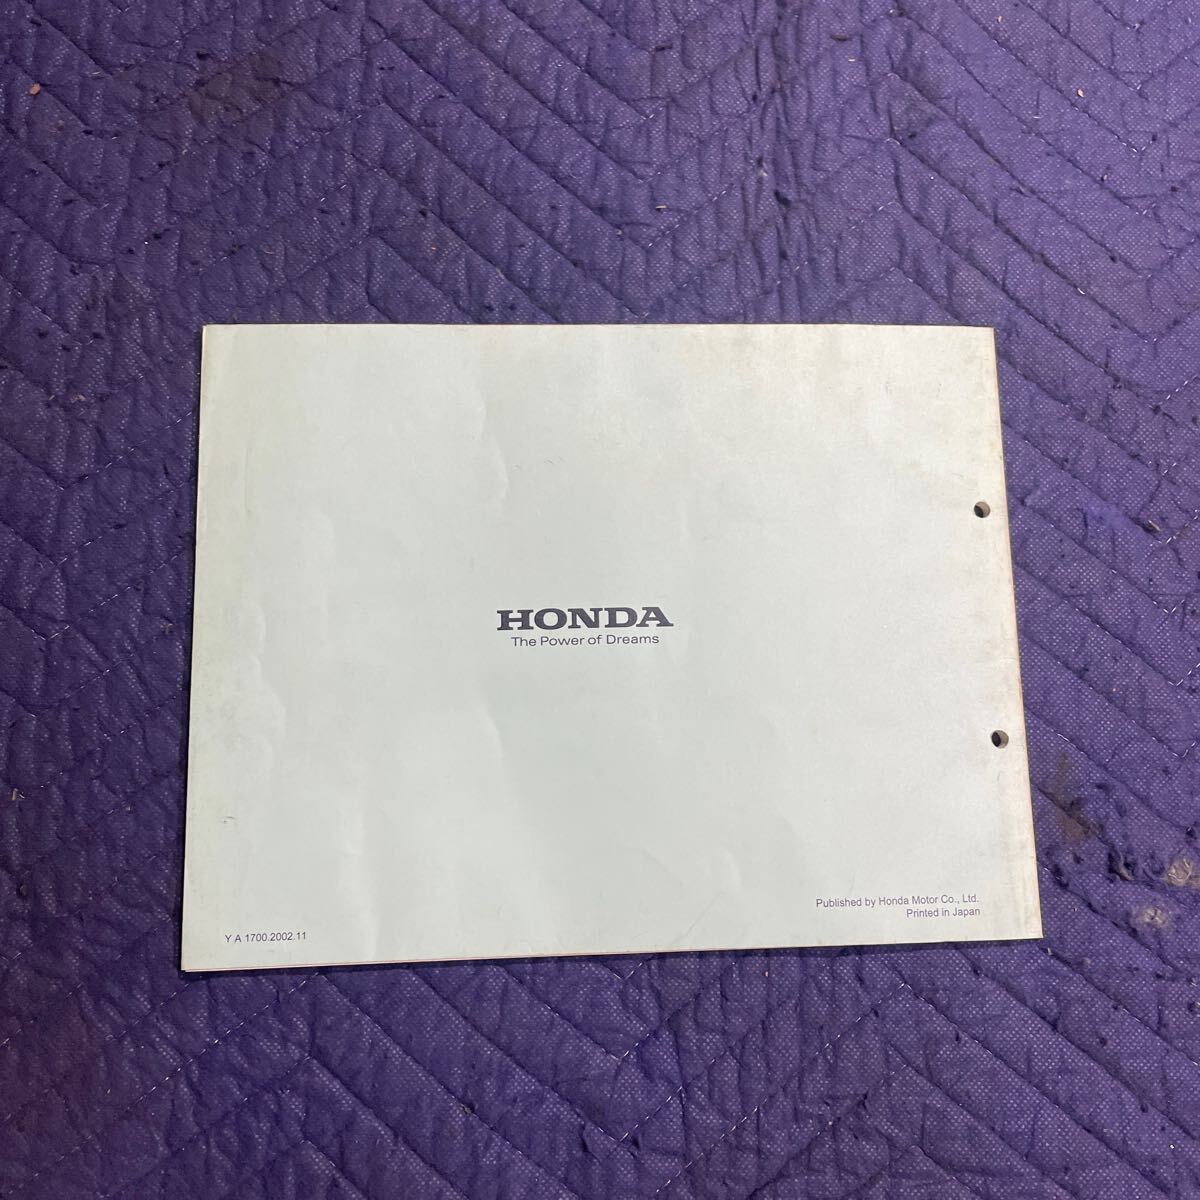 HONDA
The Power of Dreams
Published by Honda Motor Co., Ltd.
Printed in Japan
Y A 1700.2002.11